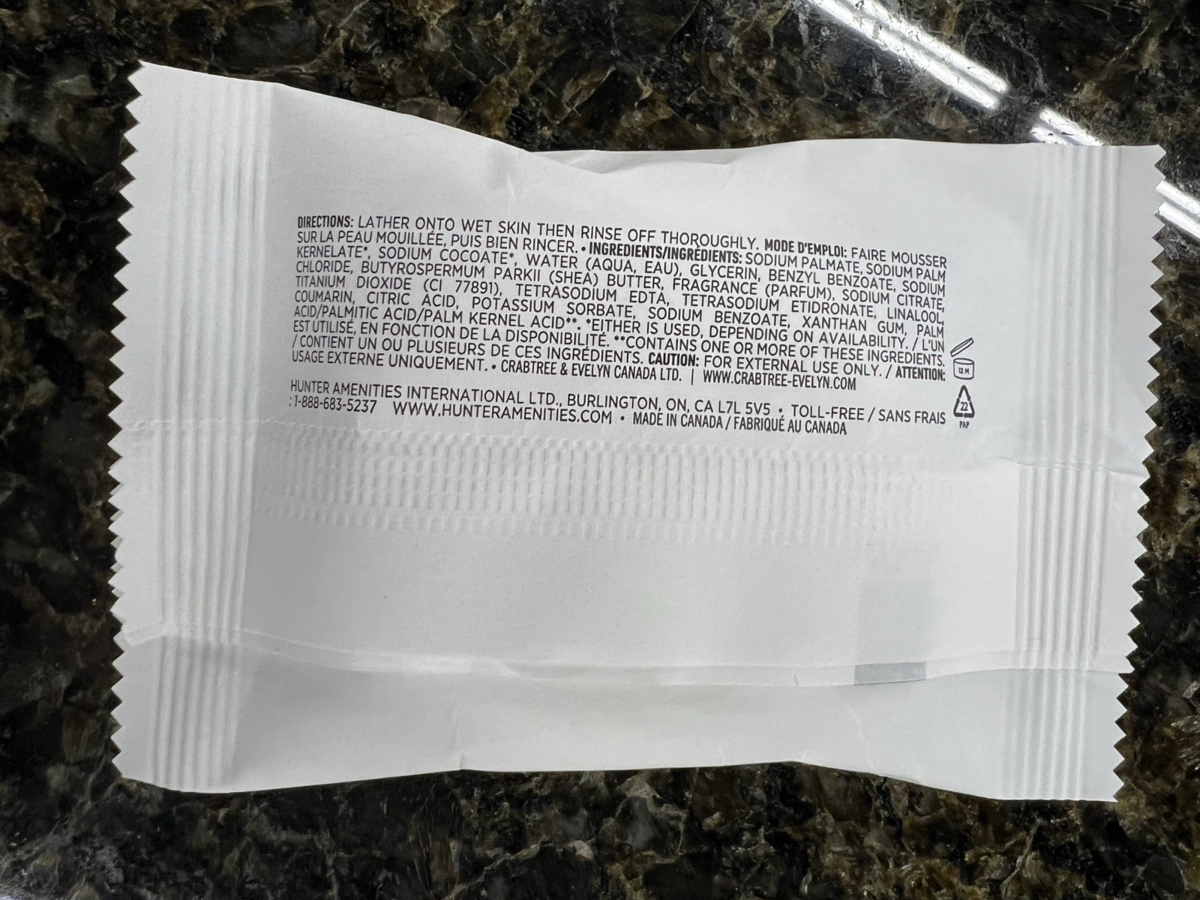 DIRECTIONS: LATHER ONTO WET SKIN THEN RINSE OFF THOROUGHLY. MODE D'EMPLOI: FAIRE MOUSSER
SUR LA PEAU MOUILLÉE, PUIS BIEN RINCER. • INGREDIENTS/INGRÉDIENTS: SODIUM PALMATE, SODIUM PALM
KERNELATE*, SODIUM COCOATE*, WATER (AQUA, EAU), GLYCERIN, BENZYL BENZOATE, SODIUM
CHLORIDE, BUTYROSPERMUM PARKII (SHEA) BUTTER, FRAGRANCE (PARFUM), SODIUM CITRATE,
TITANIUM DIOXIDE (CI 77891), TETRASODIUM EDTA, TETRASODIUM ETIDRONATE, LINALOOL,
COUMARIN, CITRIC ACID, POTASSIUM SORBATE, SODIUM BENZOATE, XANTHAN GUM, PALM
ACID/PALMITIC ACID/PALM KERNEL ACID**. *EITHER IS USED, DEPENDING ON AVAILABILITY. / L'UN
EST UTILISÉ, EN FONCTION DE LA DISPONIBILITÉ. **CONTAINS ONE OR MORE OF THESE INGREDIENTS.
/ CONTIENT UN OU PLUSIEURS DE CES INGRÉDIENTS. CAUTION: FOR EXTERNAL USE ONLY. / ATTENTION:
USAGE EXTERNE UNIQUEMENT. • CRABTREE & EVELYN CANADA LTD. | WWW.CRABTREE-EVELYN.COM
12 M
HUNTER AMENITIES INTERNATIONAL LTD., BURLINGTON, ON, CA L7L 5V5 • TOLL-FREE / SANS FRAIS
: 1-888-683-5237 WWW.HUNTERAMENITIES.COM • MADE IN CANADA / FABRIQUÉ AU CANADA
22
PAP